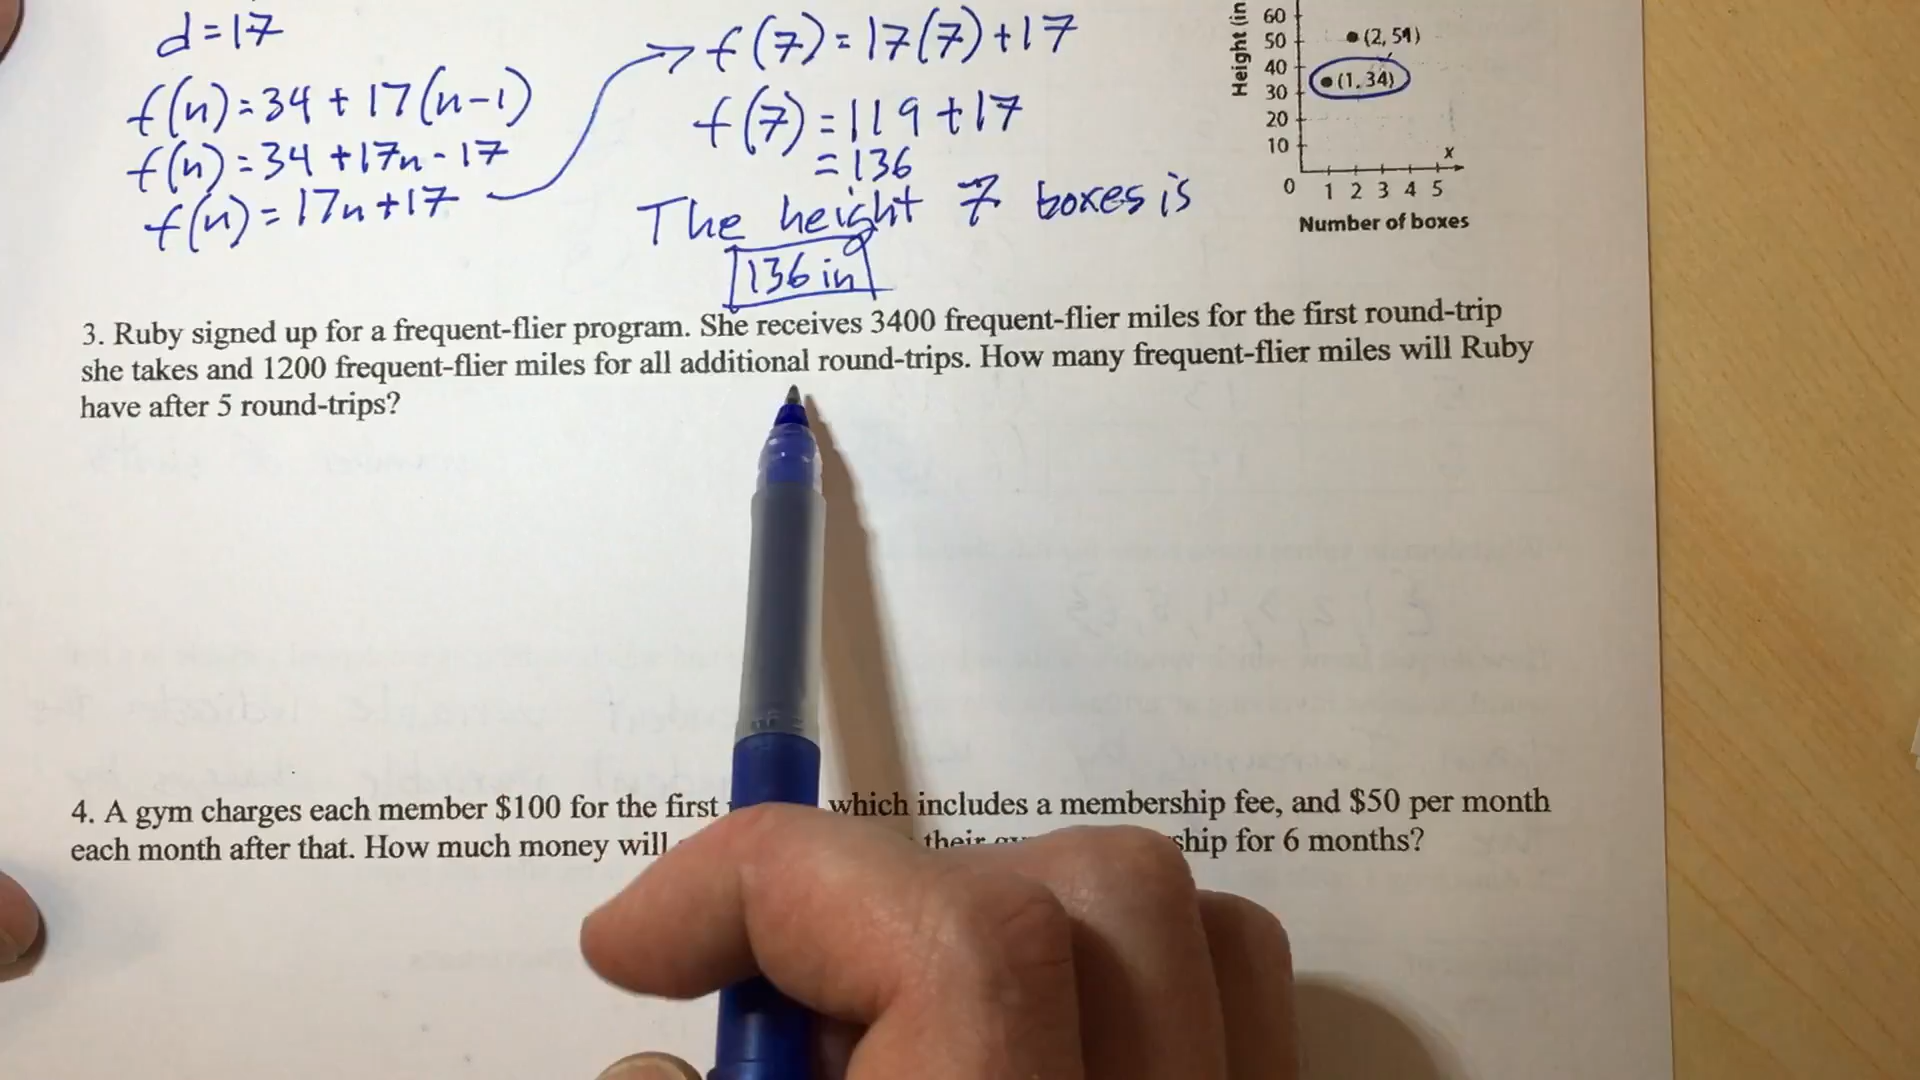 d = 17
f(n) = 34 + 17(n-1)
f(n) = 34 + 17n - 17
f(n) = 17n + 17
f(7) = 17(7) + 17
f(7) = 119 + 17
= 136
The height 7 boxes is
136 in
Height (in
60
50
40
30
20
10
0
(2, 51)
(1, 34)
x
1 2 3 4 5
Number of boxes
3. Ruby signed up for a frequent-flier program. She receives 3400 frequent-flier miles for the first round-trip
she takes and 1200 frequent-flier miles for all additional round-trips. How many frequent-flier miles will Ruby
have after 5 round-trips?
4. A gym charges each member $100 for the first which includes a membership fee, and $50 per month
each month after that. How much money will their ship for 6 months?